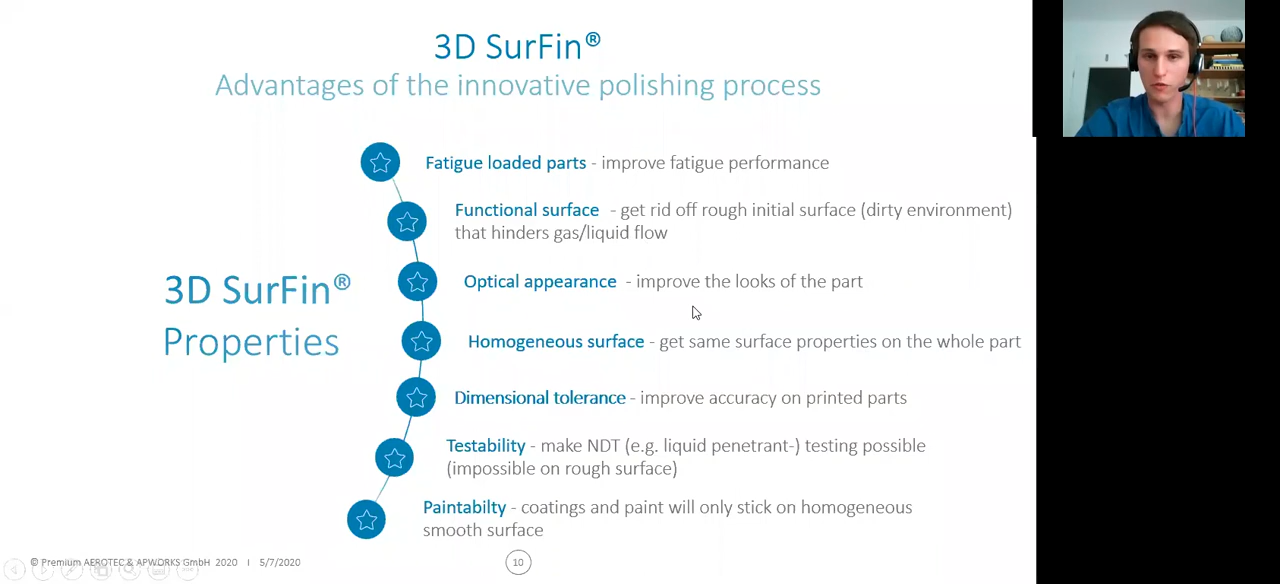 3D SurFin®
Advantages of the innovative polishing process
Fatigue loaded parts - improve fatigue performance
Functional surface - get rid off rough initial surface (dirty environment)
that hinders gas/liquid flow
3D SurFin®
Properties
Optical appearance - improve the looks of the part
Homogeneous surface - get same surface properties on the whole part
Dimensional tolerance - improve accuracy on printed parts
Testability - make NDT (e.g. liquid penetrant-) testing possible
(impossible on rough surface)
Paintabilty - coatings and paint will only stick on homogeneous
smooth surface
© Premium AEROTEC & APWORKS GmbH 2020 I 5/7/2020
10